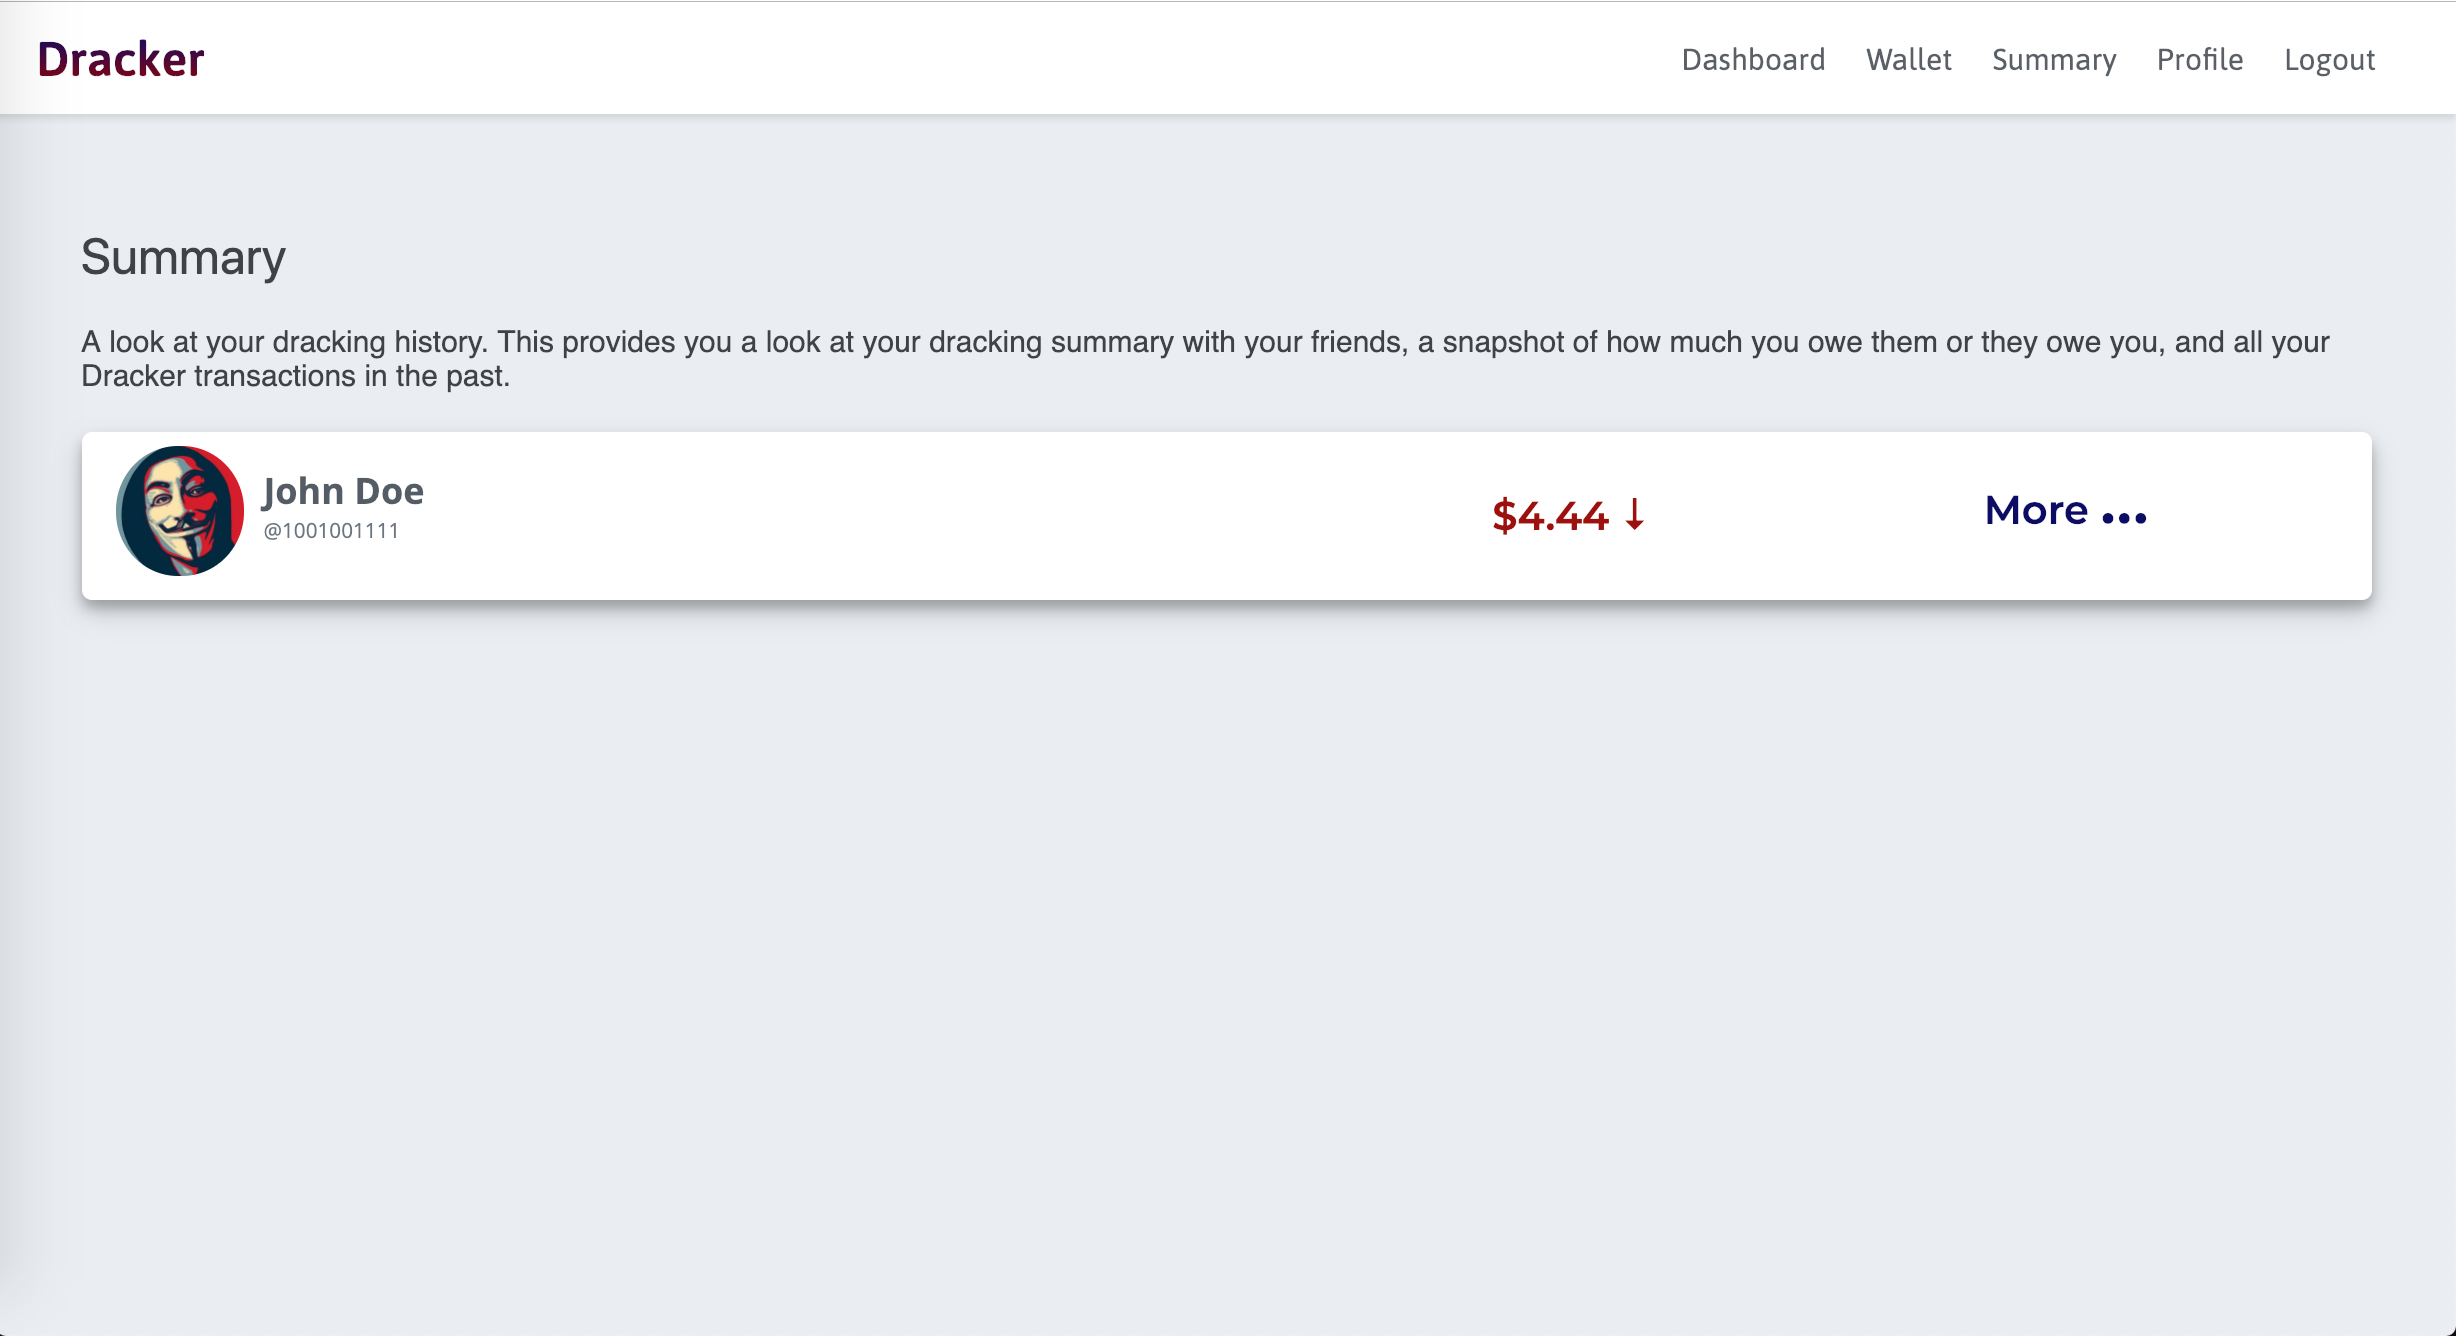 Dracker
Dashboard Wallet Summary Profile Logout
Summary
A look at your dracking history. This provides you a look at your dracking summary with your friends, a snapshot of how much you owe them or they owe you, and all your
Dracker transactions in the past.
John Doe
@1001001111
$4.44 ↓
More ...